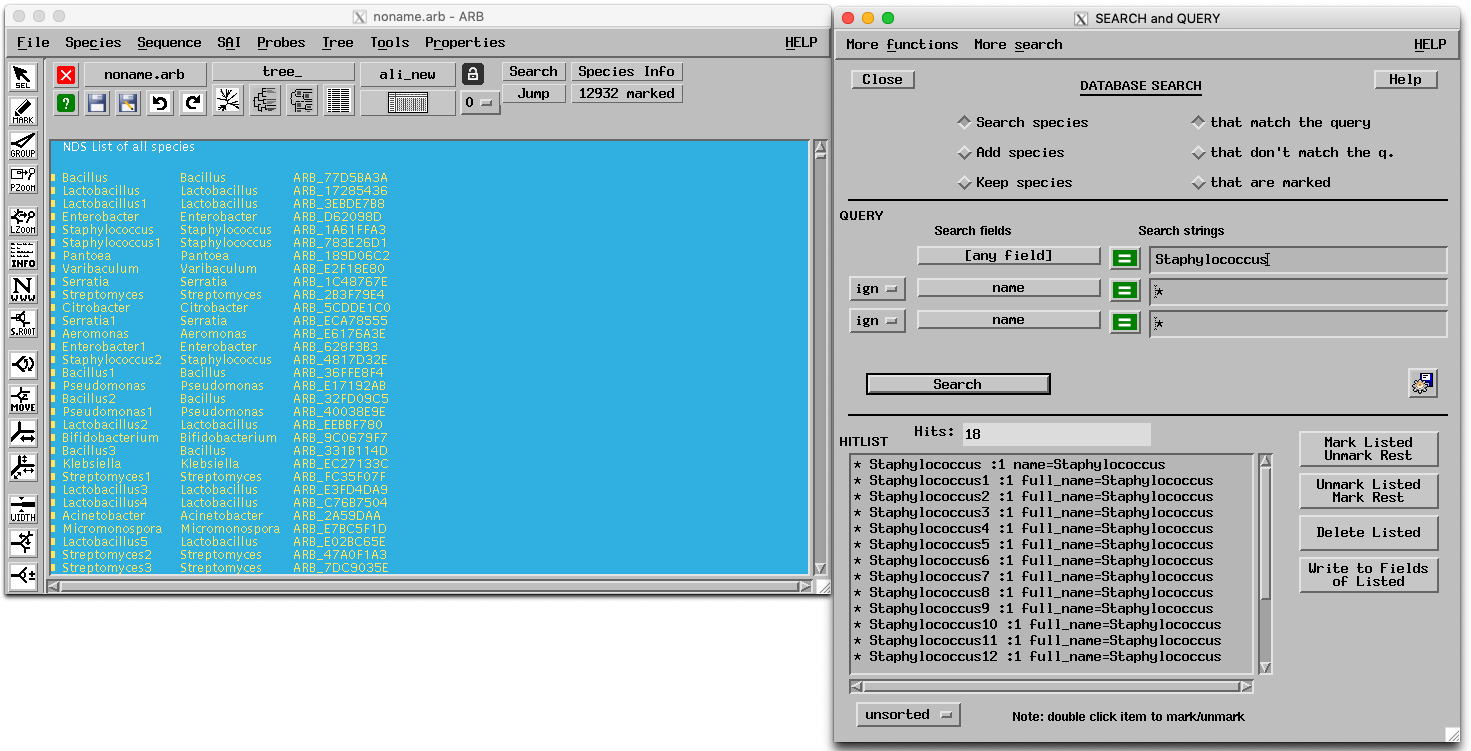 noname.arb - ARB
File Species Sequence SAI Probes Tree Tools Properties HELP
noname.arb tree_ ali_new Search Species Info
? 0 Jump 12932 marked
SEL
MARK
GROUP
PZOOM
LZOOM
INFO
N
WWW
S.ROOT
MOVE
WIDTH
NDS List of all species
Bacillus Bacillus ARB_77D5BA3A
Lactobacillus Lactobacillus ARB_17285436
Lactobacillus1 Lactobacillus ARB_3EBDE7B8
Enterobacter Enterobacter ARB_D62098D
Staphylococcus Staphylococcus ARB_1A61FFA3
Staphylococcus1 Staphylococcus ARB_783E26D1
Pantoea Pantoea ARB_189D06C2
Varibaculum Varibaculum ARB_E2F18E80
Serratia Serratia ARB_1C48767E
Streptomyces Streptomyces ARB_2B3F79E4
Citrobacter Citrobacter ARB_5CDDE1C0
Serratia1 Serratia ARB_ECA78555
Aeromonas Aeromonas ARB_E6176A3E
Enterobacter1 Enterobacter ARB_628F3B3
Staphylococcus2 Staphylococcus ARB_4817D32E
Bacillus1 Bacillus ARB_36FFE8F4
Pseudomonas Pseudomonas ARB_E17192AB
Bacillus2 Bacillus ARB_32FD09C5
Pseudomonas1 Pseudomonas ARB_40038E9E
Lactobacillus2 Lactobacillus ARB_EEBBF780
Bifidobacterium Bifidobacterium ARB_9C0679F7
Bacillus3 Bacillus ARB_331B114D
Klebsiella Klebsiella ARB_EC27133C
Streptomyces1 Streptomyces ARB_FC35F07F
Lactobacillus3 Lactobacillus ARB_E3FD4DA9
Lactobacillus4 Lactobacillus ARB_C76B7504
Acinetobacter Acinetobacter ARB_2A59DAA
Micromonospora Micromonospora ARB_E7BC5F1D
Lactobacillus5 Lactobacillus ARB_E02BC65E
Streptomyces2 Streptomyces ARB_47A0F1A3
Streptomyces3 Streptomyces ARB_7DC9035E
SEARCH and QUERY
More functions More search HELP
Close DATABASE SEARCH Help
Search species that match the query
Add species that don't match the q.
Keep species that are marked
QUERY
Search fields Search strings
[any field] = Staphylococcus
ign name = *
ign name = *
Search
HITLIST Hits: 18
* Staphylococcus :1 name=Staphylococcus
* Staphylococcus1 :1 full_name=Staphylococcus
* Staphylococcus2 :1 full_name=Staphylococcus
* Staphylococcus3 :1 full_name=Staphylococcus
* Staphylococcus4 :1 full_name=Staphylococcus
* Staphylococcus5 :1 full_name=Staphylococcus
* Staphylococcus6 :1 full_name=Staphylococcus
* Staphylococcus7 :1 full_name=Staphylococcus
* Staphylococcus8 :1 full_name=Staphylococcus
* Staphylococcus9 :1 full_name=Staphylococcus
* Staphylococcus10 :1 full_name=Staphylococcus
* Staphylococcus11 :1 full_name=Staphylococcus
* Staphylococcus12 :1 full_name=Staphylococcus
Mark Listed
Unmark Rest
Unmark Listed
Mark Rest
Delete Listed
Write to Fields
of Listed
unsorted Note: double click item to mark/unmark